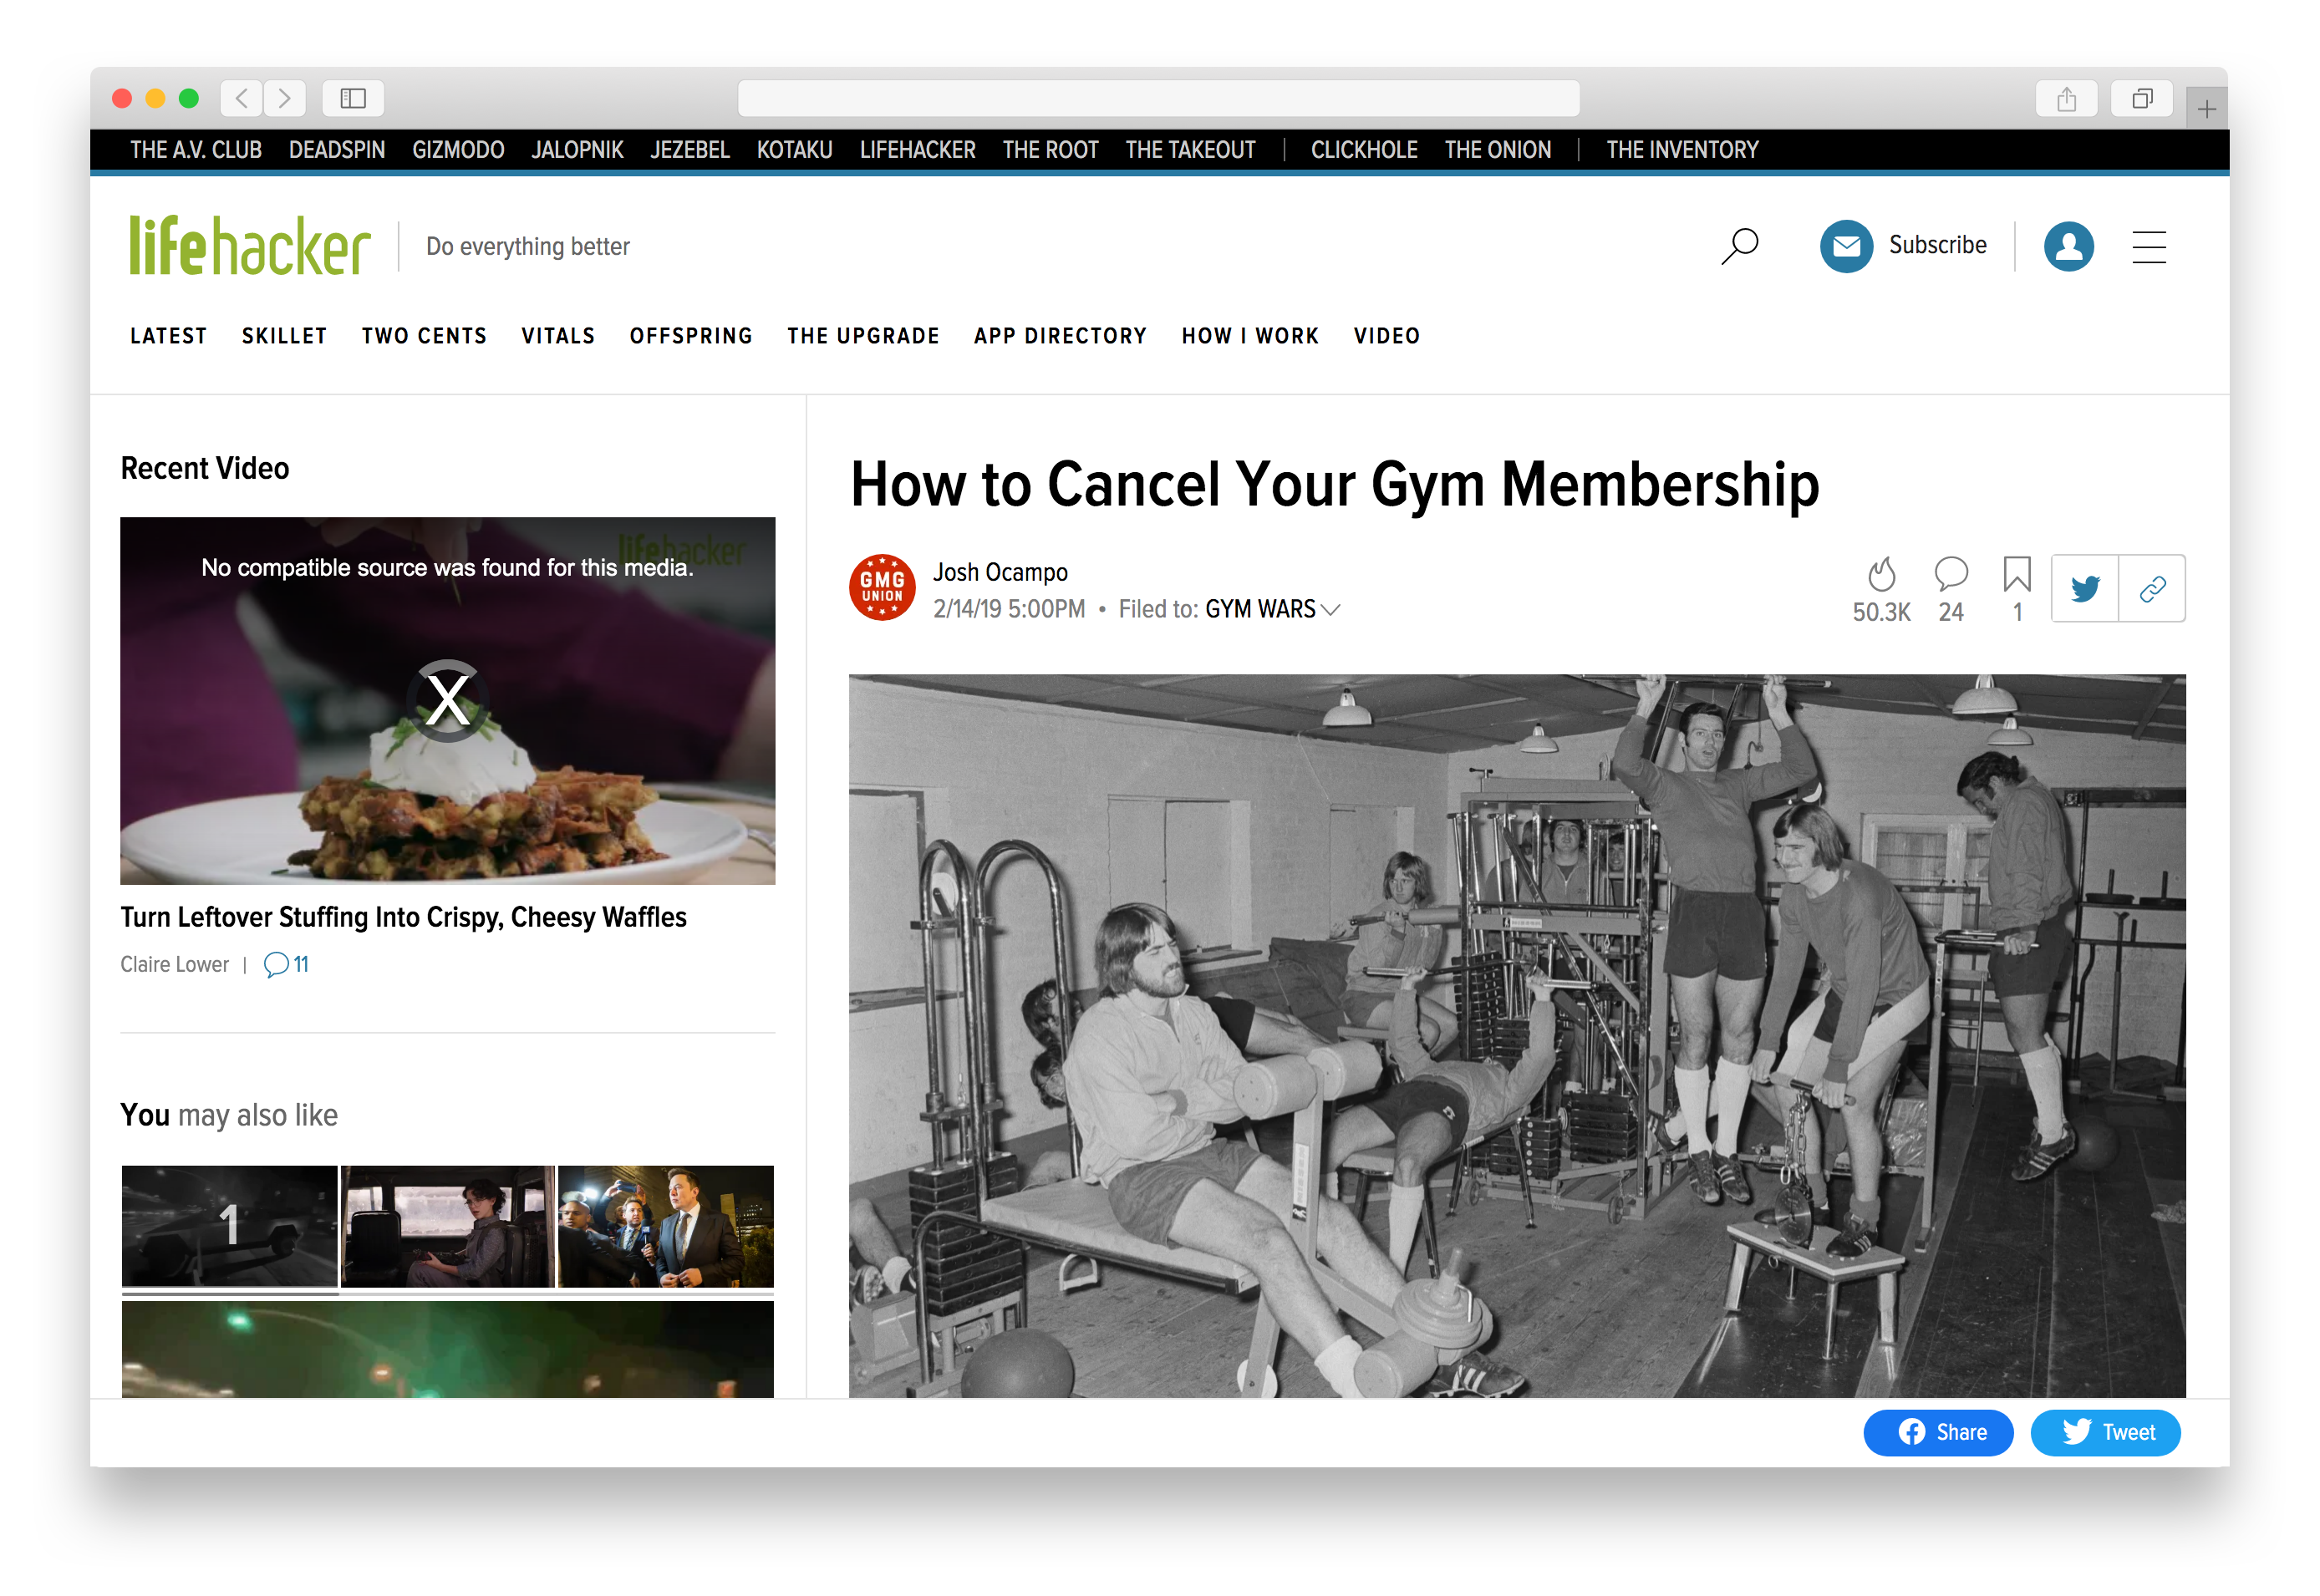 THE A.V. CLUB DEADSPIN GIZMODO JALOPNIK JEZEBEL KOTAKU LIFEHACKER THE ROOT THE TAKEOUT | CLICKHOLE THE ONION | THE INVENTORY
lifehacker | Do everything better
Subscribe
LATEST SKILLET TWO CENTS VITALS OFFSPRING THE UPGRADE APP DIRECTORY HOW I WORK VIDEO
Recent Video
lifehacker
No compatible source was found for this media.
X
Turn Leftover Stuffing Into Crispy, Cheesy Waffles
Claire Lower | 11
You may also like
1
How to Cancel Your Gym Membership
GMG
UNION
Josh Ocampo
2/14/19 5:00PM • Filed to: GYM WARS
50.3K 24 1
Share
Tweet